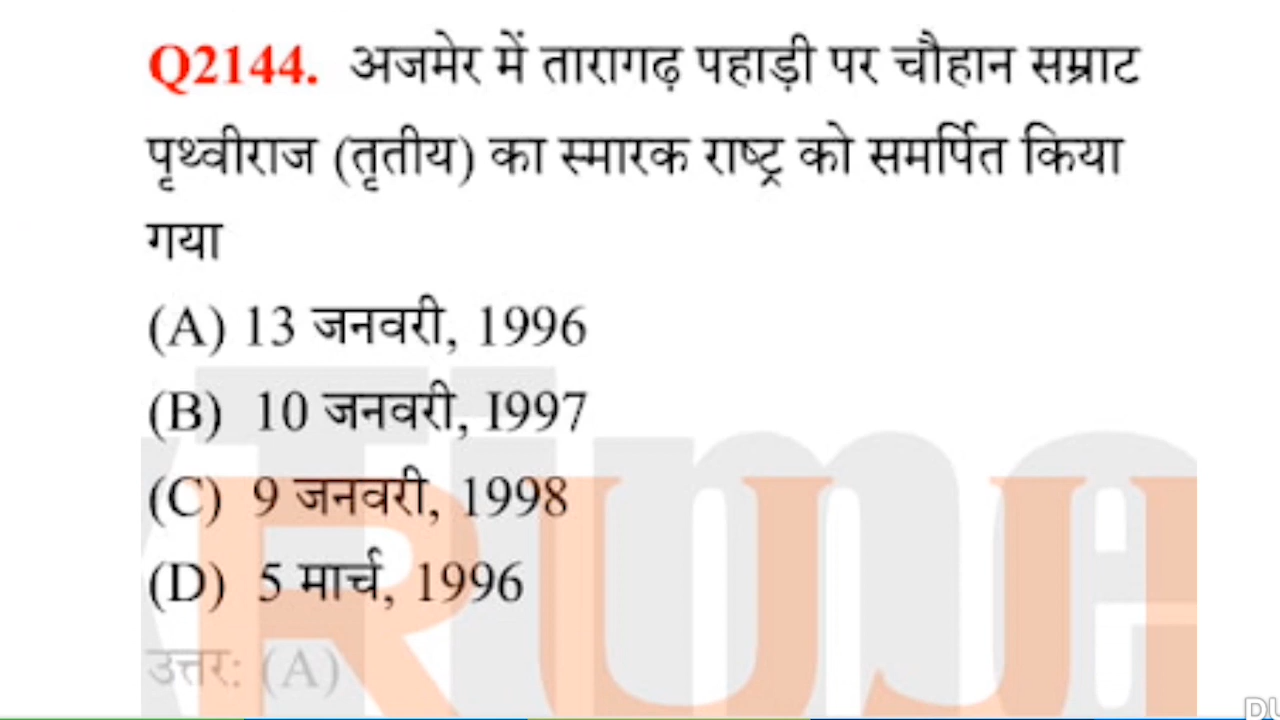 Q2144. अजमेर में तारागढ़ पहाड़ी पर चौहान सम्राट
पृथ्वीराज (तृतीय) का स्मारक राष्ट्र को समर्पित किया
गया
(A) 13 जनवरी, 1996
(B) 10 जनवरी, I997
(C) 9 जनवरी, 1998
(D) 5 मार्च, 1996
उत्तर: (A)